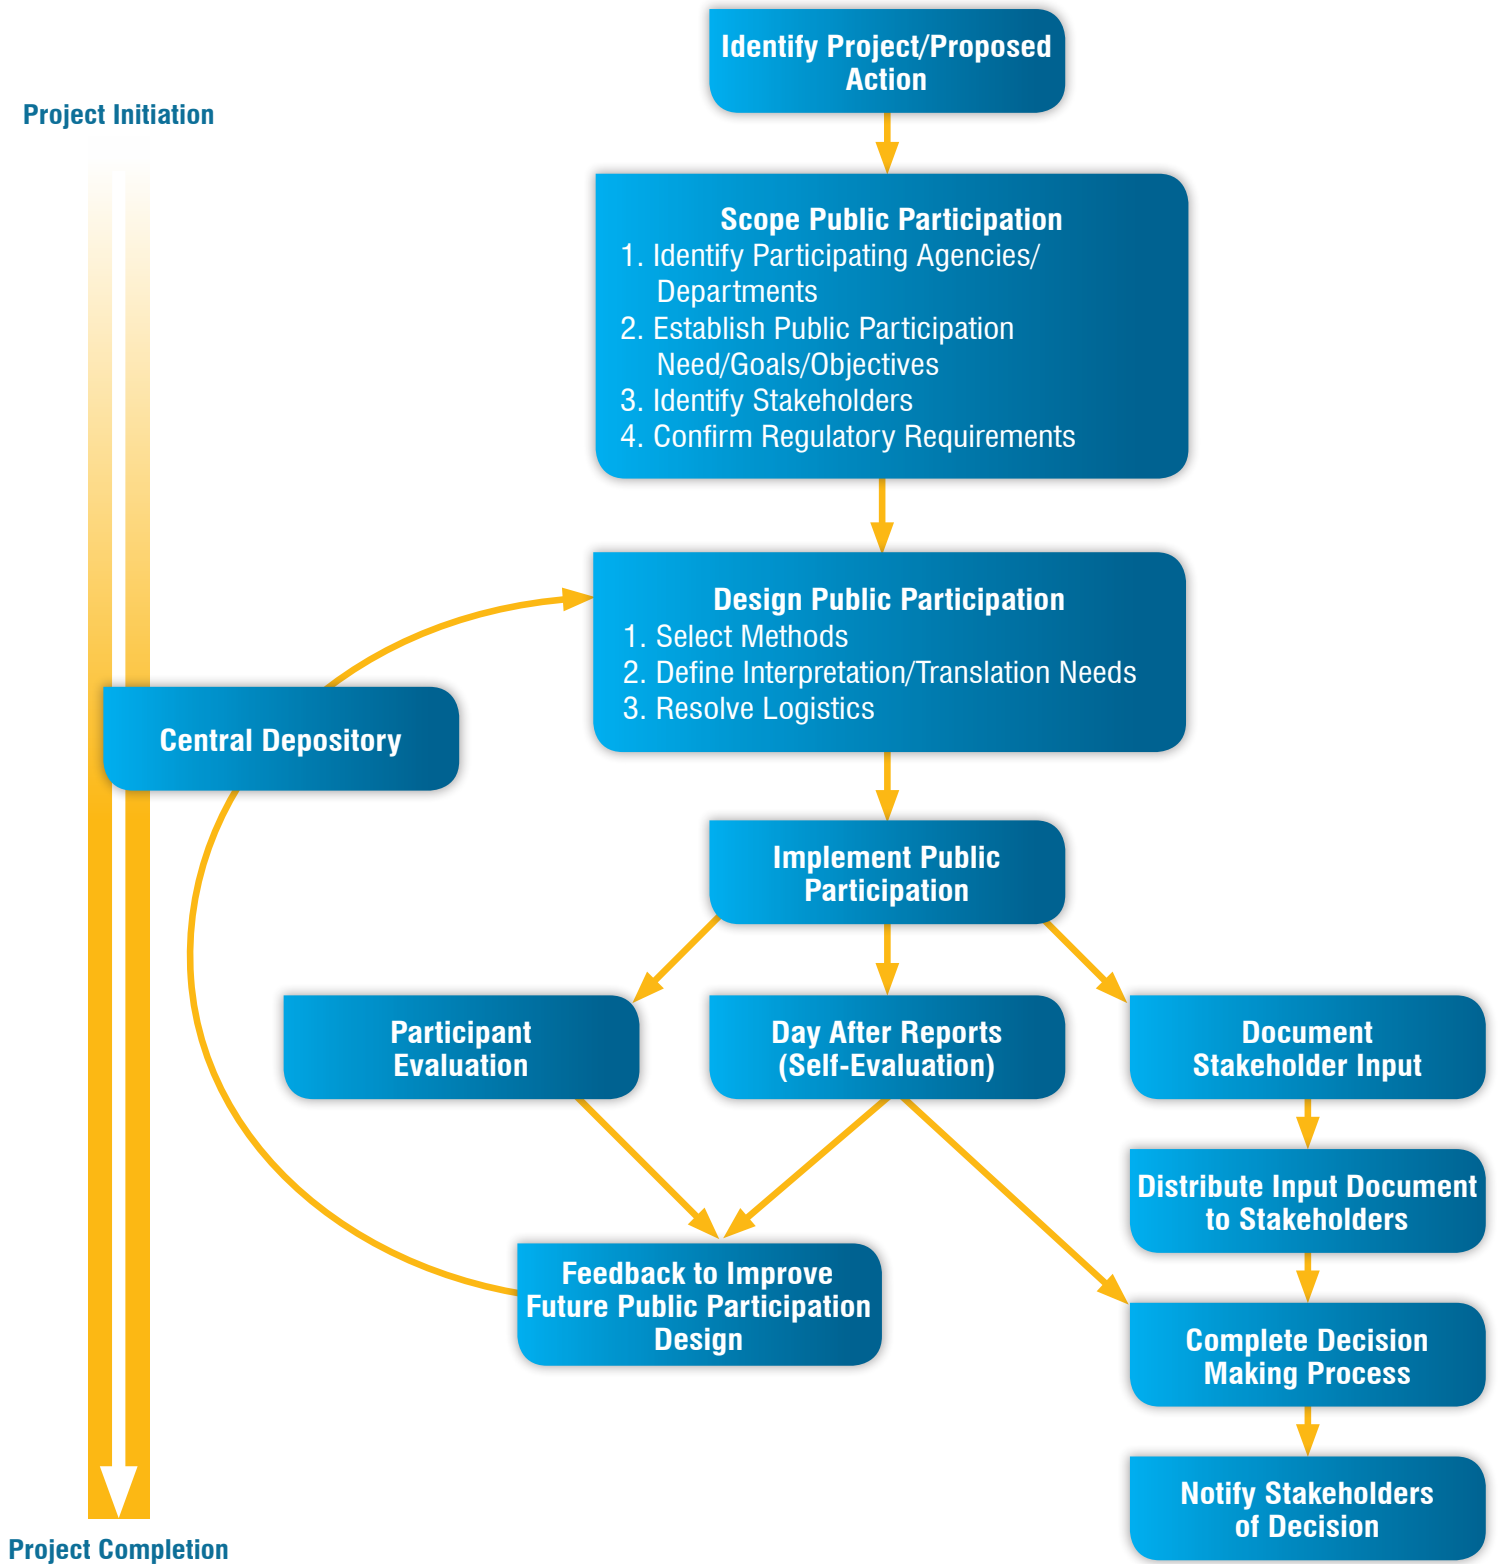 Identify Project/Proposed
Action
Project Initiation
Scope Public Participation
1. Identify Participating Agencies/
Departments
2. Establish Public Participation
Need/Goals/Objectives
3. Identify Stakeholders
4. Confirm Regulatory Requirements
Design Public Participation
1. Select Methods
2. Define Interpretation/Translation Needs
3. Resolve Logistics
Central Depository
Implement Public
Participation
Participant
Evaluation
Day After Reports
(Self-Evaluation)
Document
Stakeholder Input
Distribute Input Document
to Stakeholders
Feedback to Improve
Future Public Participation
Design
Complete Decision
Making Process
Notify Stakeholders
of Decision
Project Completion